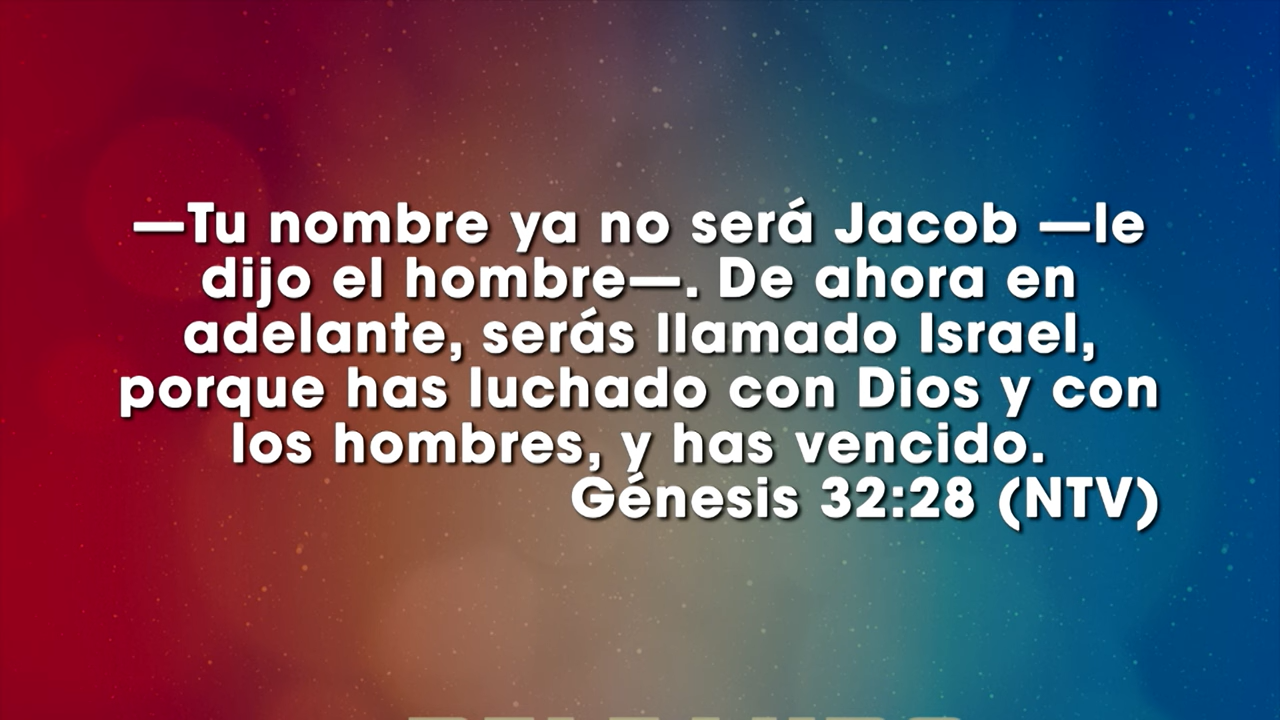 —Tu nombre ya no será Jacob —le
dijo el hombre—. De ahora en
adelante, serás llamado Israel,
porque has luchado con Dios y con
los hombres, y has vencido.
Génesis 32:28 (NTV)